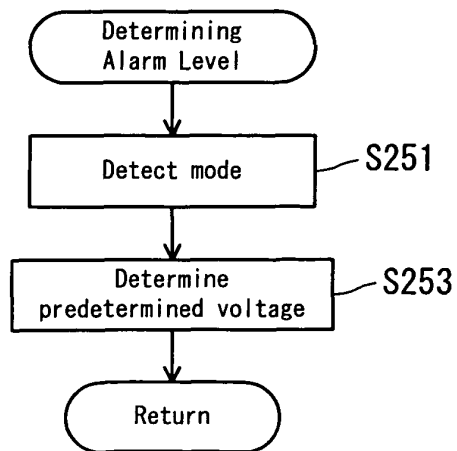 Determining
Alarm Level
Detect mode
S251
Determine
predetermined voltage
S253
Return